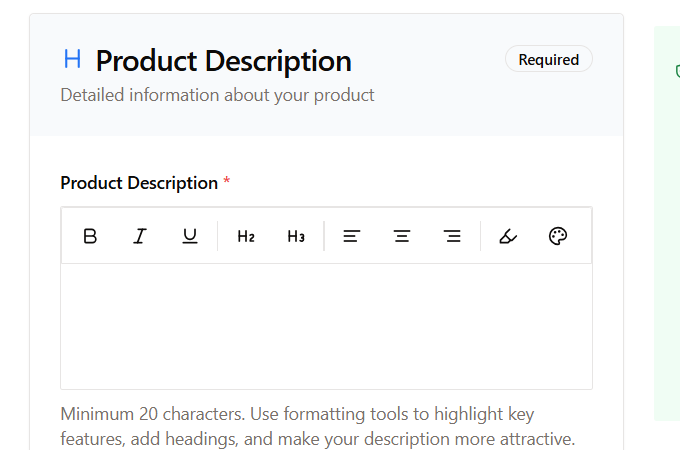 H Product Description
Required
Detailed information about your product
Product Description *
B I U H2 H3
Minimum 20 characters. Use formatting tools to highlight key
features, add headings, and make your description more attractive.